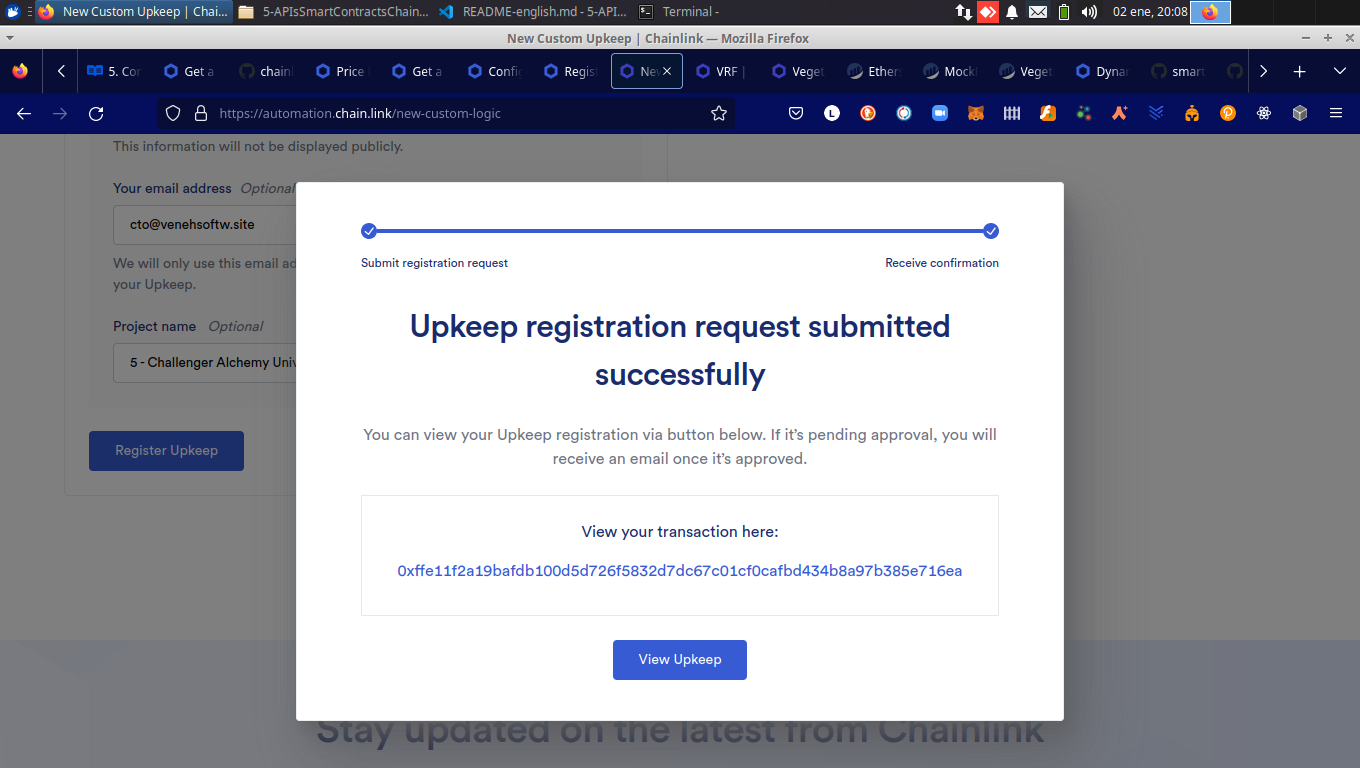 New Custom Upkeep | Chai...
5-APIsSmartContractsChain...
README-english.md - 5-API...
Terminal -
02 ene, 20:08
New Custom Upkeep | Chainlink — Mozilla Firefox
5. Cor
Get a
chainl
Price
Get a
Config
Regist
New
VRF |
Veget
Ethers
Mocki
Veget
Dynar
smart
https://automation.chain.link/new-custom-logic
This information will not be displayed publicly.
Your email address Optional
cto@venehsoftw.site
We will only use this email ad
your Upkeep.
Project name Optional
5 - Challenger Alchemy Univ
Register Upkeep
Submit registration request
Receive confirmation
Upkeep registration request submitted
successfully
You can view your Upkeep registration via button below. If it’s pending approval, you will
receive an email once it’s approved.
View your transaction here:
0xffe11f2a19bafdb100d5d726f5832d7dc67c01cf0cafbd434b8a97b385e716ea
View Upkeep
Stay updated on the latest from Chainlink